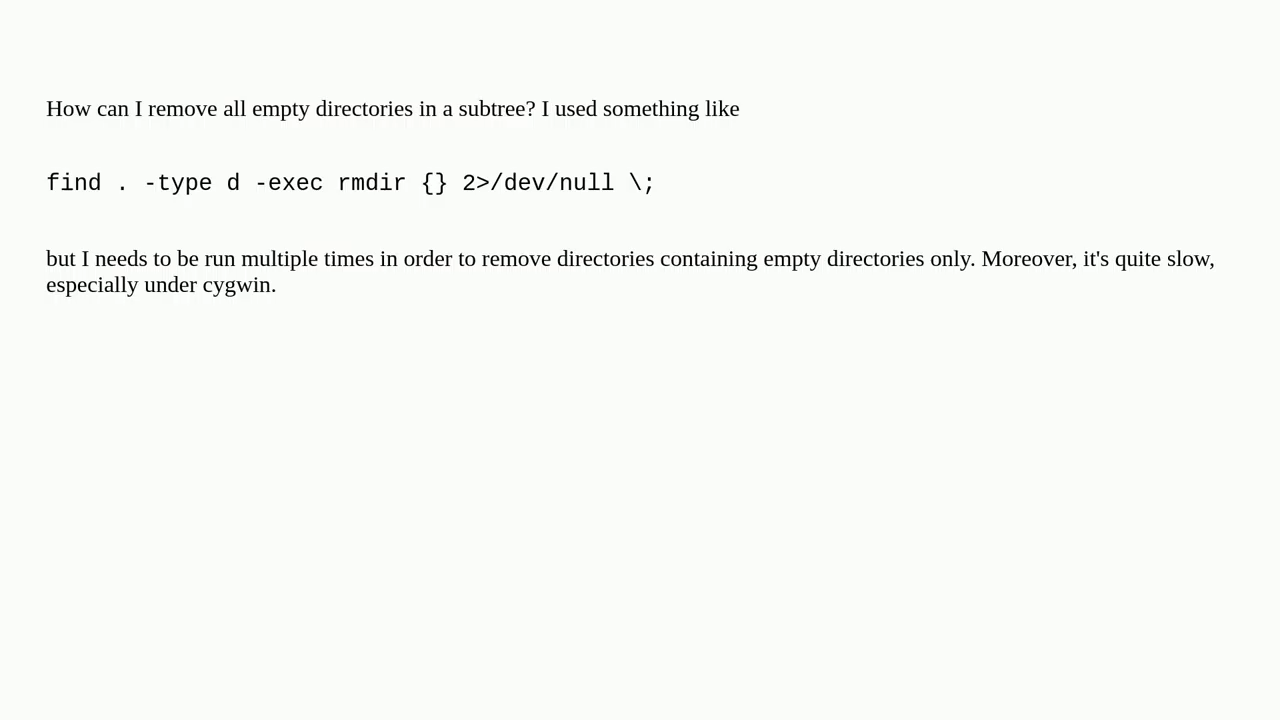 How can I remove all empty directories in a subtree? I used something like
find . -type d -exec rmdir {} 2>/dev/null \;
but I needs to be run multiple times in order to remove directories containing empty directories only. Moreover, it's quite slow,
especially under cygwin.